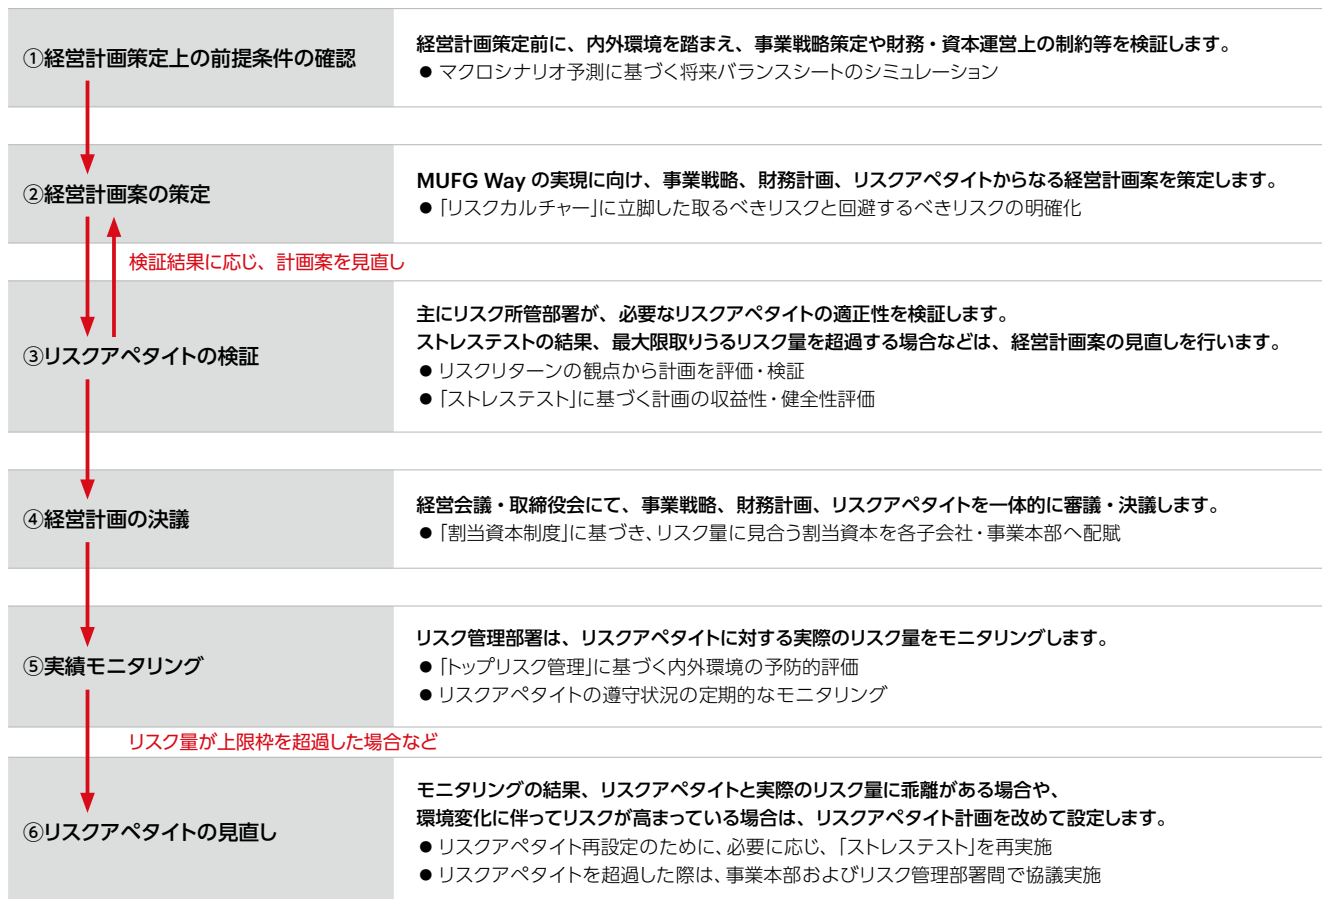 ①経営計画策定上の前提条件の確認
経営計画策定前に、内外環境を踏まえ、事業戦略策定や財務・資本運営上の制約等を検証します。
● マクロシナリオ予測に基づく将来バランスシートのシミュレーション
②経営計画案の策定
MUFG Way の実現に向け、事業戦略、財務計画、リスクアペタイトからなる経営計画案を策定します。
● 「リスクカルチャー」に立脚した取るべきリスクと回避するべきリスクの明確化
検証結果に応じ、計画案を見直し
③リスクアペタイトの検証
主にリスク所管部署が、必要なリスクアペタイトの適正性を検証します。
ストレステストの結果、最大限取りうるリスク量を超過する場合などは、経営計画案の見直しを行います。
● リスクリターンの観点から計画を評価・検証
● 「ストレステスト」に基づく計画の収益性・健全性評価
④経営計画の決議
経営会議・取締役会にて、事業戦略、財務計画、リスクアペタイトを一体的に審議・決議します。
● 「割当資本制度」に基づき、リスク量に見合う割当資本を各子会社・事業本部へ配賦
⑤実績モニタリング
リスク管理部署は、リスクアペタイトに対する実際のリスク量をモニタリングします。
● 「トップリスク管理」に基づく内外環境の予防的評価
● リスクアペタイトの遵守状況の定期的なモニタリング
リスク量が上限枠を超過した場合など
⑥リスクアペタイトの見直し
モニタリングの結果、リスクアペタイトと実際のリスク量に乖離がある場合や、
環境変化に伴ってリスクが高まっている場合は、リスクアペタイト計画を改めて設定します。
● リスクアペタイト再設定のために、必要に応じ、「ストレステスト」を再実施
● リスクアペタイトを超過した際は、事業本部およびリスク管理部署間で協議実施